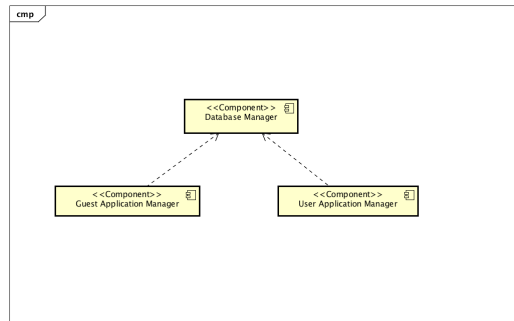 cmp
<<Component>>
Database Manager
<<Component>>
Guest Application Manager
<<Component>>
User Application Manager